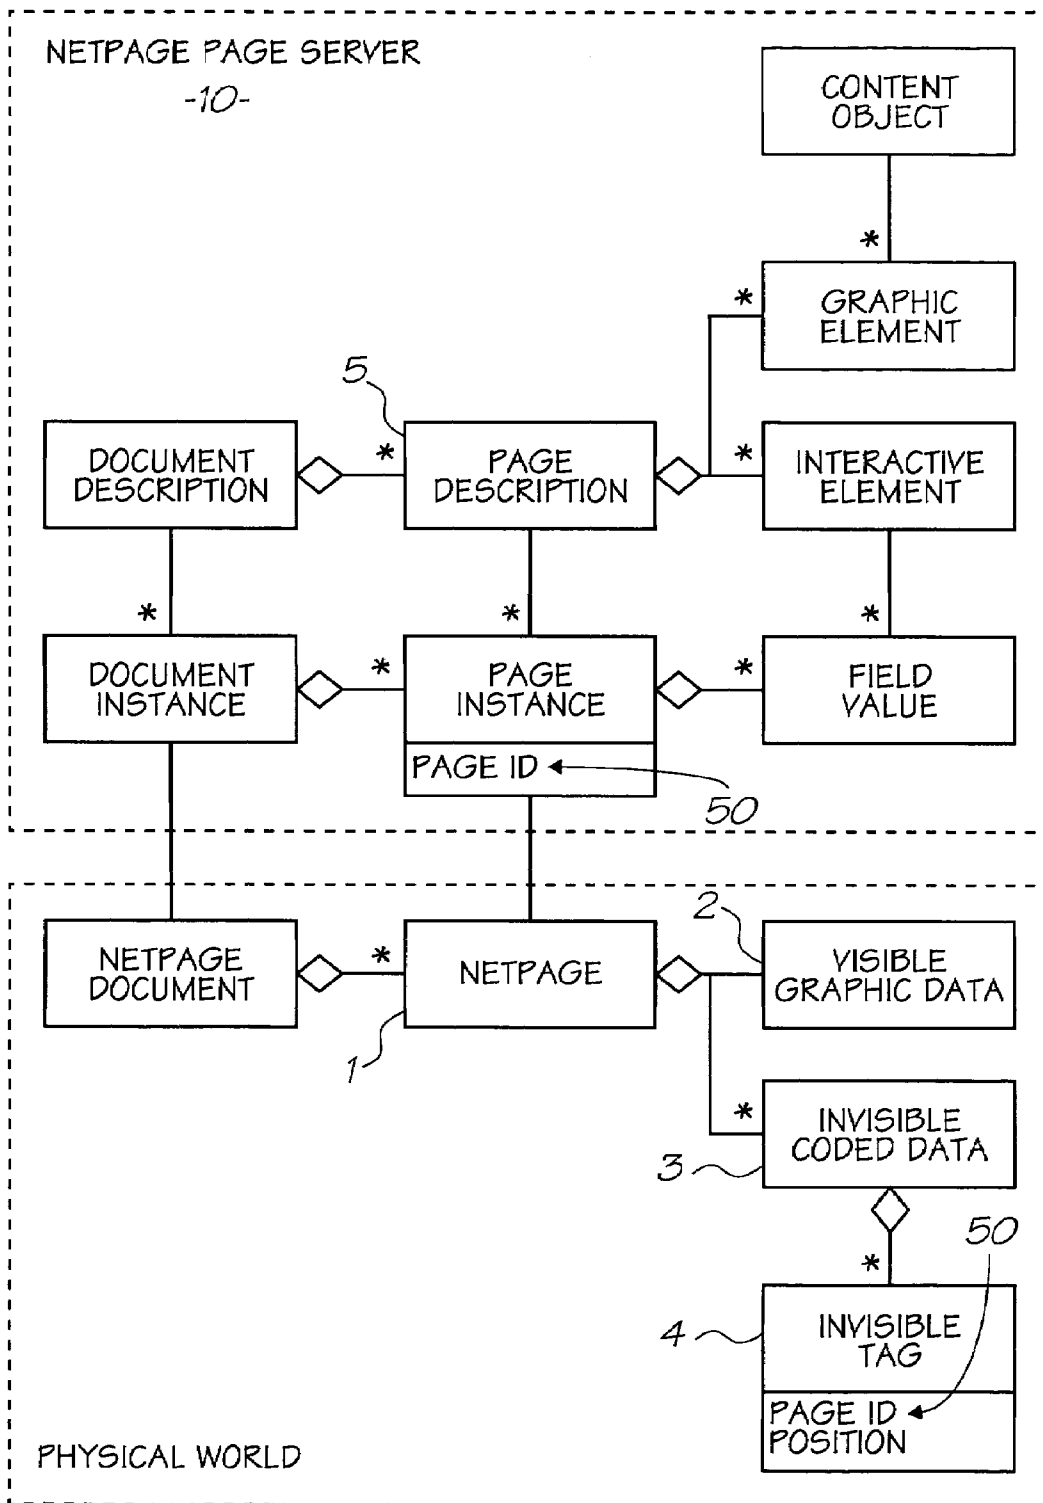 NETPAGE PAGE SERVER
-10-
CONTENT
OBJECT
*
*
GRAPHIC
ELEMENT
5
DOCUMENT
DESCRIPTION
*
PAGE
DESCRIPTION
*
INTERACTIVE
ELEMENT
*
*
*
DOCUMENT
INSTANCE
*
PAGE
INSTANCE
*
FIELD
VALUE
PAGE ID
50
NETPAGE
DOCUMENT
*
NETPAGE
2
VISIBLE
GRAPHIC DATA
1
*
INVISIBLE
CODED DATA
3
50
*
4
INVISIBLE
TAG
PAGE ID
POSITION
PHYSICAL WORLD